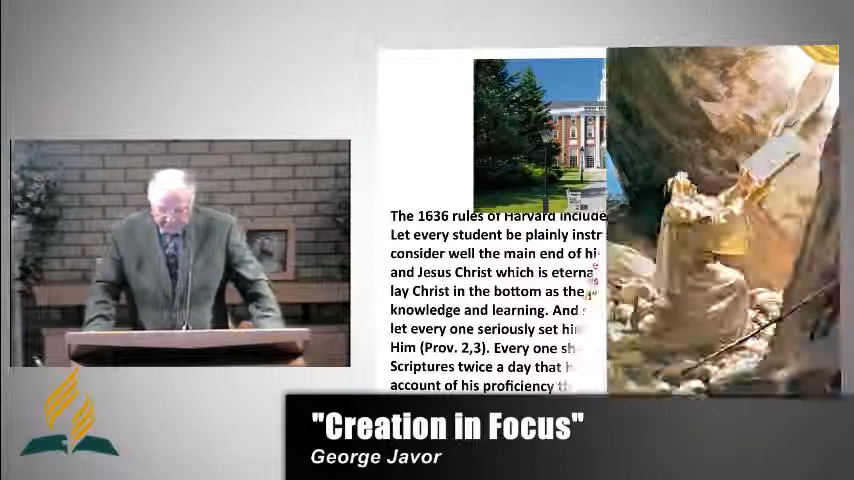 The 1636 rules of Harvard include
Let every student be plainly instr
consider well the main end of hi
and Jesus Christ which is eterna
lay Christ in the bottom as the
knowledge and learning. And s
let every one seriously set him
Him (Prov. 2,3). Every one sh
Scriptures twice a day that h
account of his proficiency th
"Creation in Focus"
George Javor